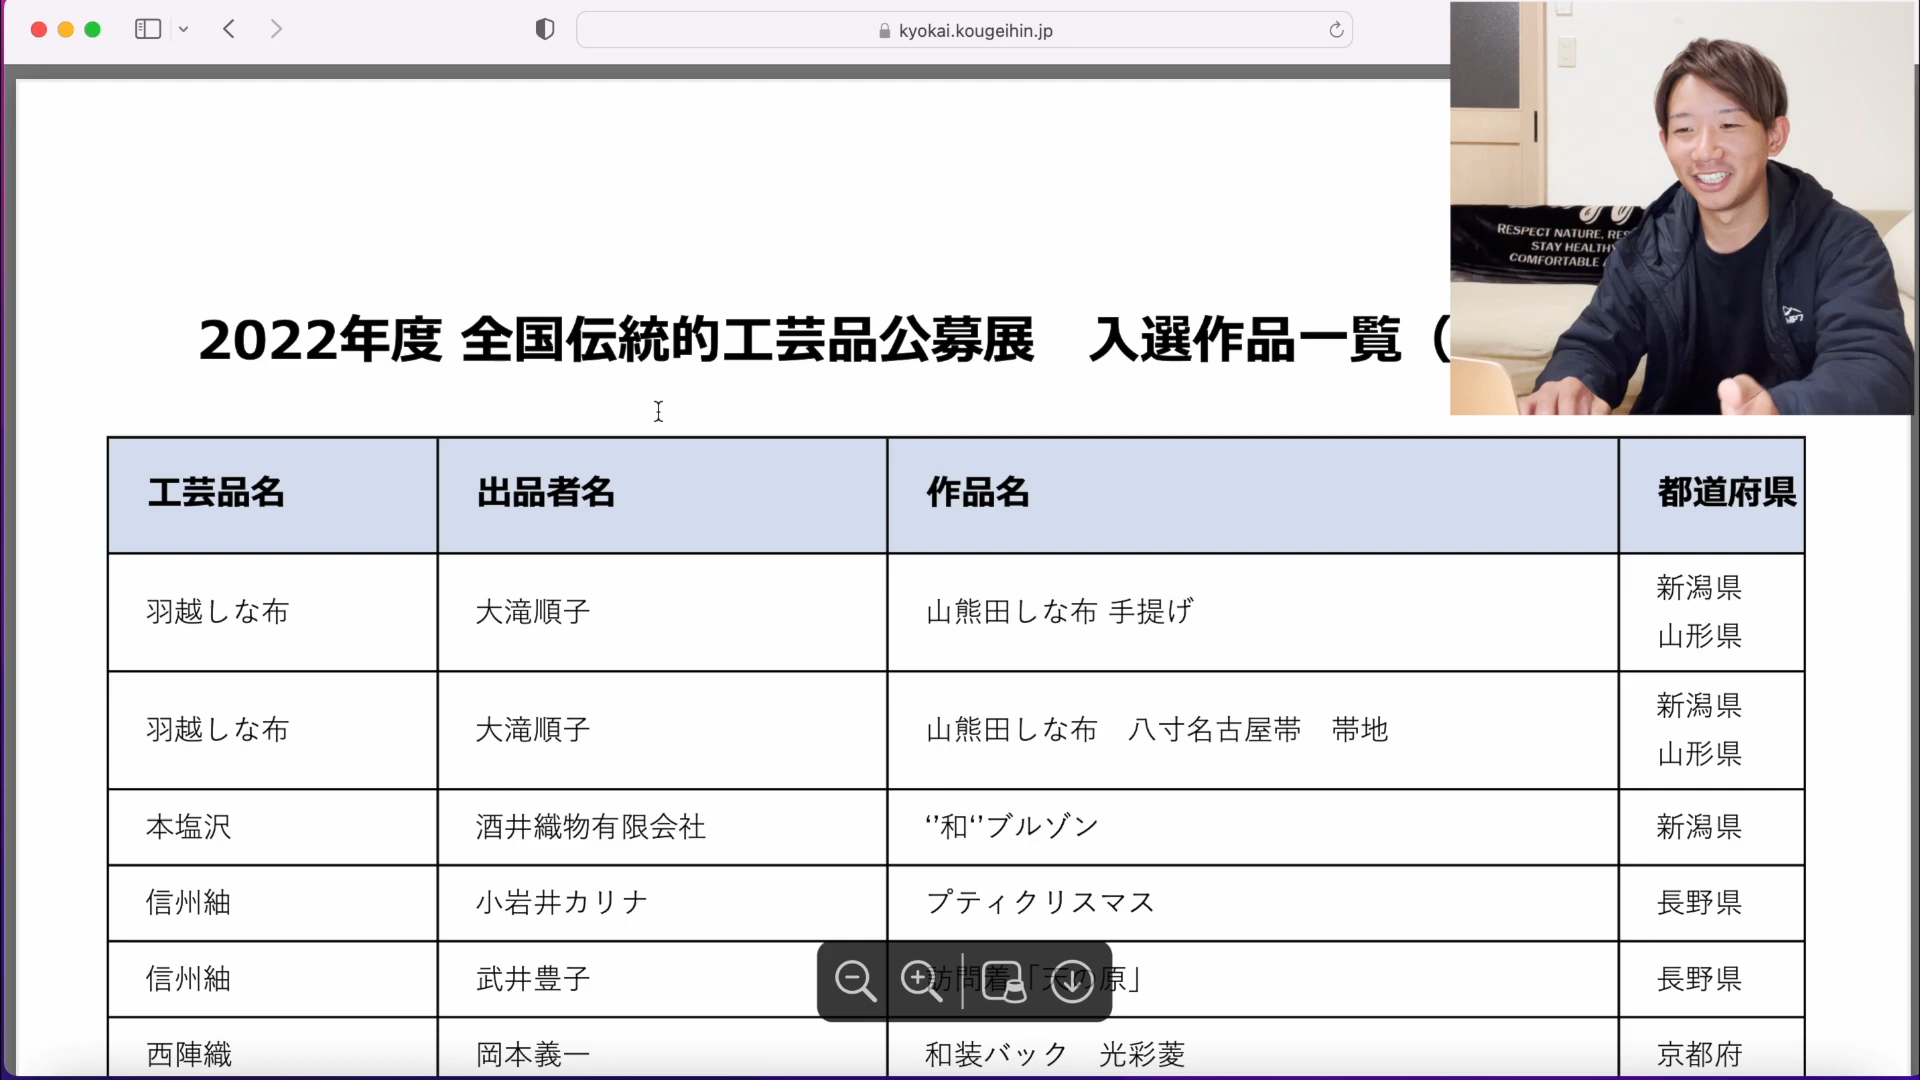 kyokai.kougeihin.jp
RESPECT NATURE.
STAY HEALTHY
COMFORTABLE
2022年度 全国伝統的工芸品公募展　入選作品一覧（
工芸品名 出品者名 作品名 都道府県
羽越しな布 大滝順子 山熊田しな布 手提げ 新潟県
山形県
羽越しな布 大滝順子 山熊田しな布　八寸名古屋帯　帯地 新潟県
山形県
本塩沢 酒井織物有限会社 ‘’和‘’ブルゾン 新潟県
信州紬 小岩井カリナ プティクリスマス 長野県
信州紬 武井豊子 訪問着「天の原」 長野県
西陣織 岡本義一 和装バック　光彩菱 京都府